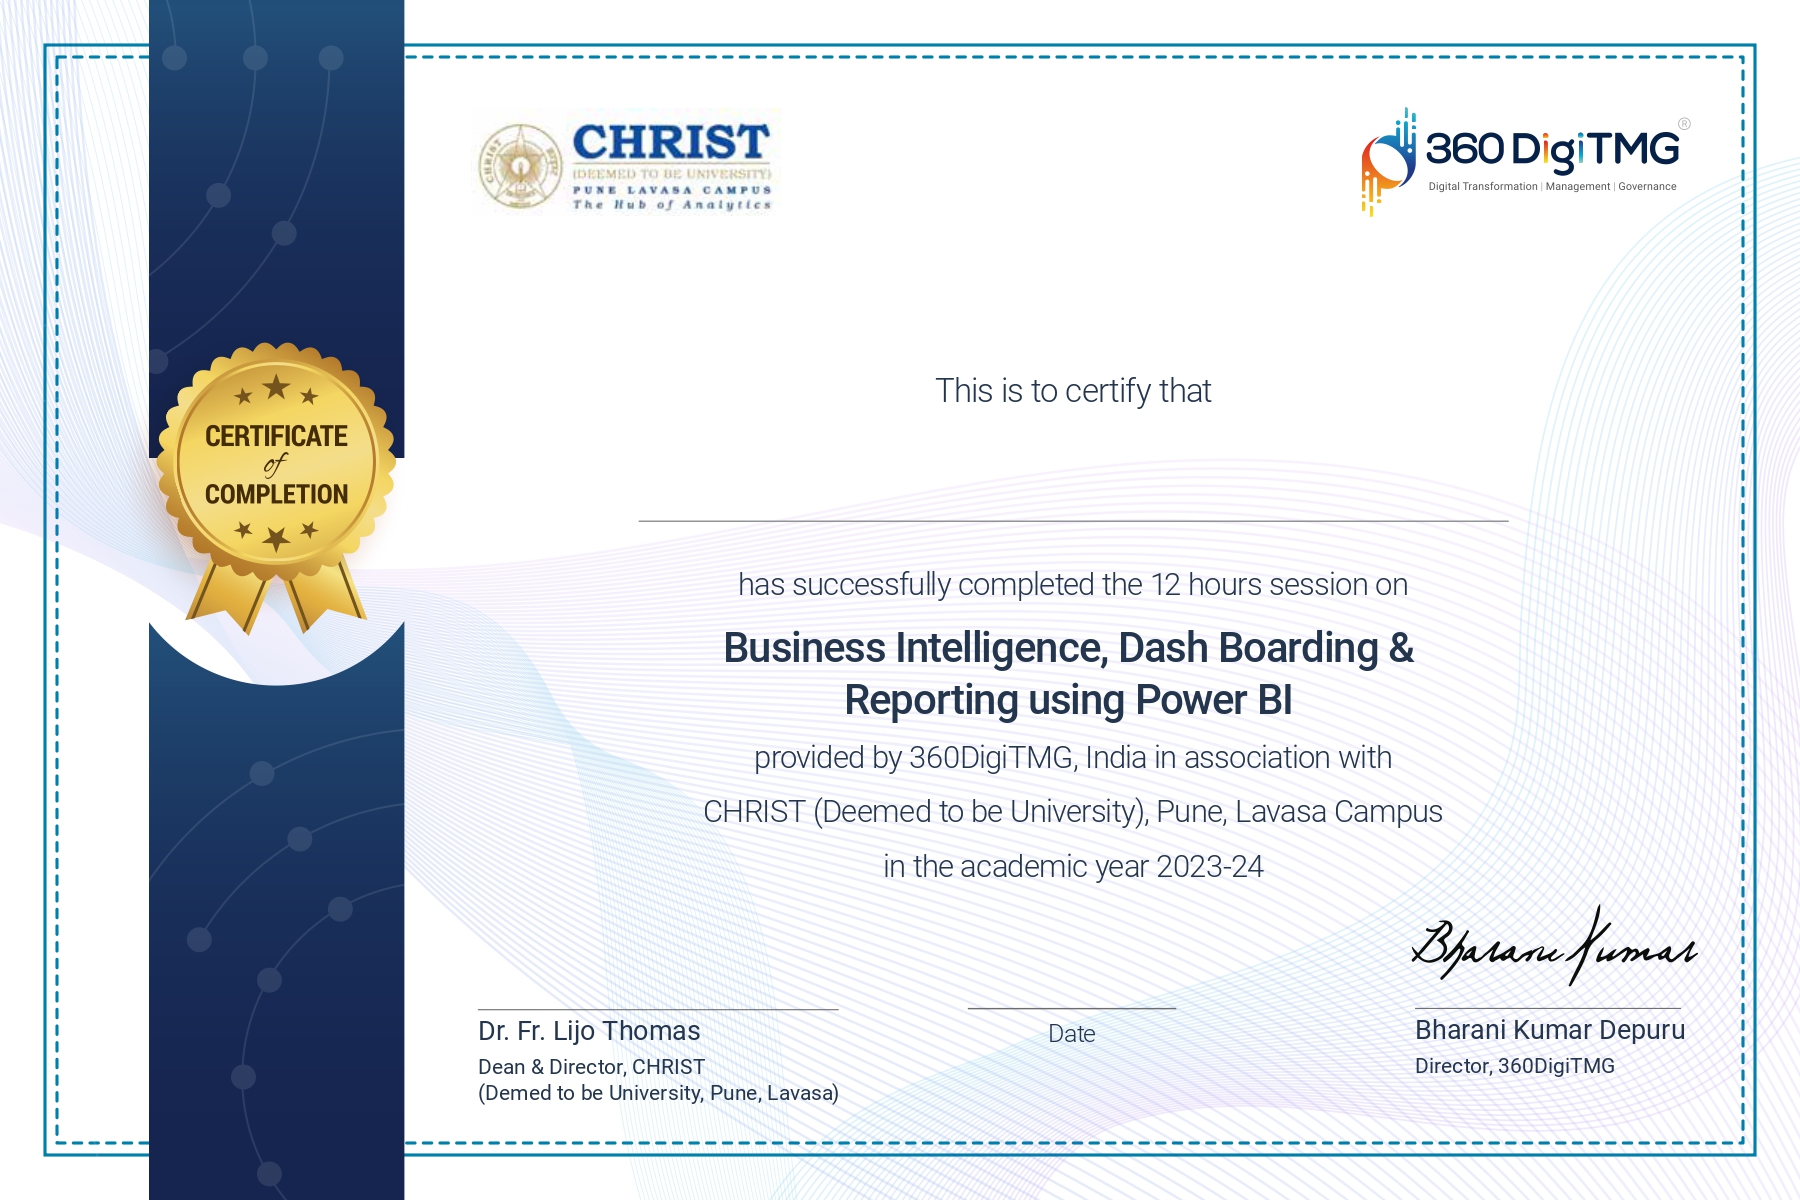 CHRIST
(DEEMED TO BE UNIVERSITY)
PUNE LAVASA CAMPUS
The Hub of Analytics
360 DigiTMG®
Digital Transformation | Management | Governance
CERTIFICATE
of
COMPLETION
This is to certify that
has successfully completed the 12 hours session on
Business Intelligence, Dash Boarding &
Reporting using Power BI
provided by 360DigiTMG, India in association with
CHRIST (Deemed to be University), Pune, Lavasa Campus
in the academic year 2023-24
Bharani Kumar
Dr. Fr. Lijo Thomas
Dean & Director, CHRIST
(Demed to be University, Pune, Lavasa)
Date
Bharani Kumar Depuru
Director, 360DigiTMG